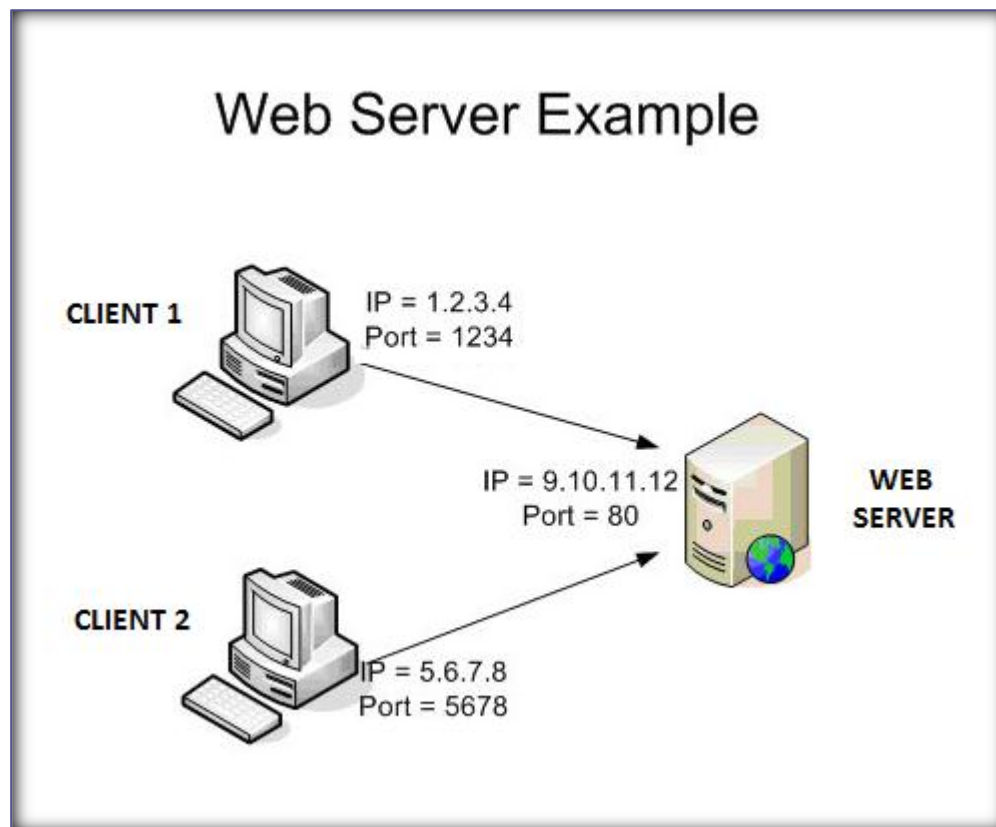 Web Server Example
CLIENT 1
IP = 1.2.3.4
Port = 1234
IP = 9.10.11.12
Port = 80
WEB
SERVER
CLIENT 2
IP = 5.6.7.8
Port = 5678